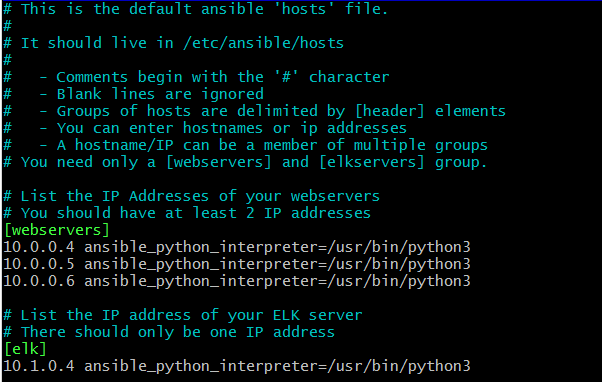 # This is the default ansible 'hosts' file.
#
# It should live in /etc/ansible/hosts
#
#   - Comments begin with the '#' character
#   - Blank lines are ignored
#   - Groups of hosts are delimited by [header] elements
#   - You can enter hostnames or ip addresses
#   - A hostname/IP can be a member of multiple groups
# You need only a [webservers] and [elkservers] group.

# List the IP Addresses of your webservers
# You should have at least 2 IP addresses
[webservers]
10.0.0.4 ansible_python_interpreter=/usr/bin/python3
10.0.0.5 ansible_python_interpreter=/usr/bin/python3
10.0.0.6 ansible_python_interpreter=/usr/bin/python3

# List the IP address of your ELK server
# There should only be one IP address
[elk]
10.1.0.4 ansible_python_interpreter=/usr/bin/python3